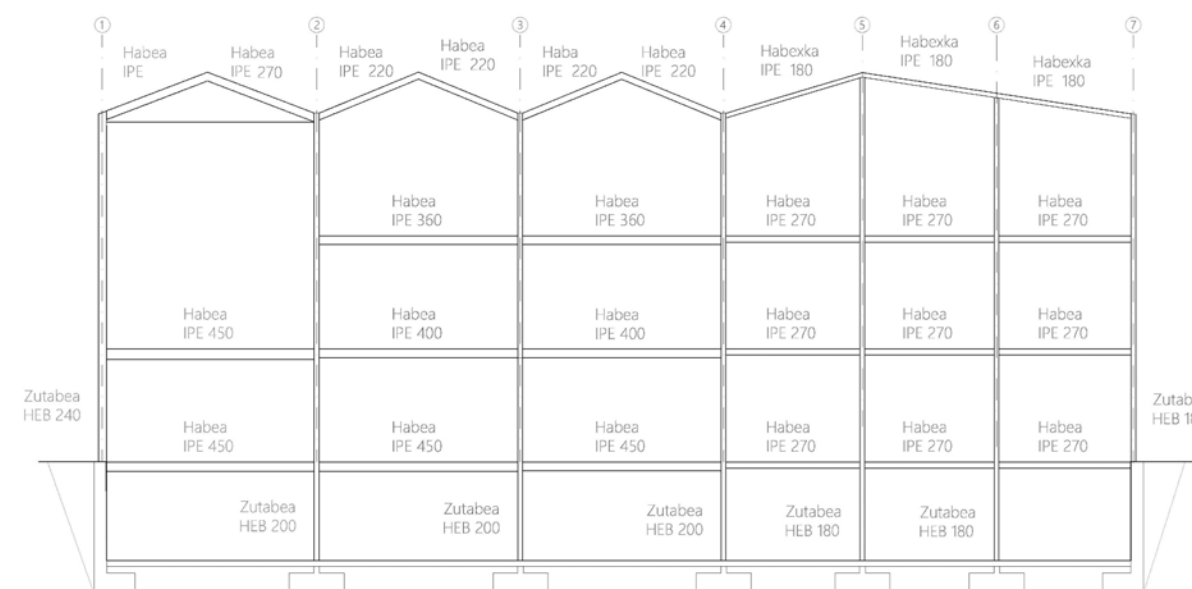 1 2 3 4 5 6 7
Habea
IPE
Habea
IPE 270
Habea
IPE 220
Habea
IPE 220
Haba
IPE 220
Habea
IPE 220
Habexka
IPE 180
Habexka
IPE 180
Habexka
IPE 180
Habea
IPE 360
Habea
IPE 360
Habea
IPE 270
Habea
IPE 270
Habea
IPE 270
Habea
IPE 450
Habea
IPE 400
Habea
IPE 400
Habea
IPE 270
Habea
IPE 270
Habea
IPE 270
Zutabea
HEB 240
Zutab
HEB 18
Habea
IPE 450
Habea
IPE 450
Habea
IPE 450
Habea
IPE 270
Habea
IPE 270
Habea
IPE 270
Zutabea
HEB 200
Zutabea
HEB 200
Zutabea
HEB 200
Zutabea
HEB 180
Zutabea
HEB 180